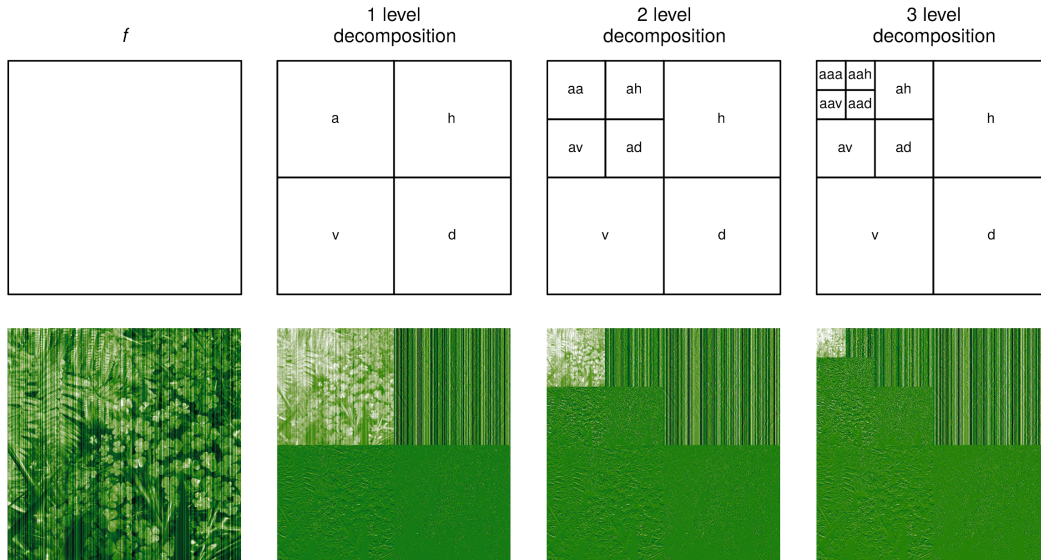 f
1 level
decomposition
2 level
decomposition
3 level
decomposition
a
h
v
d
aa
ah
av
ad
h
v
d
aaa
aah
aav
aad
ah
av
ad
h
v
d